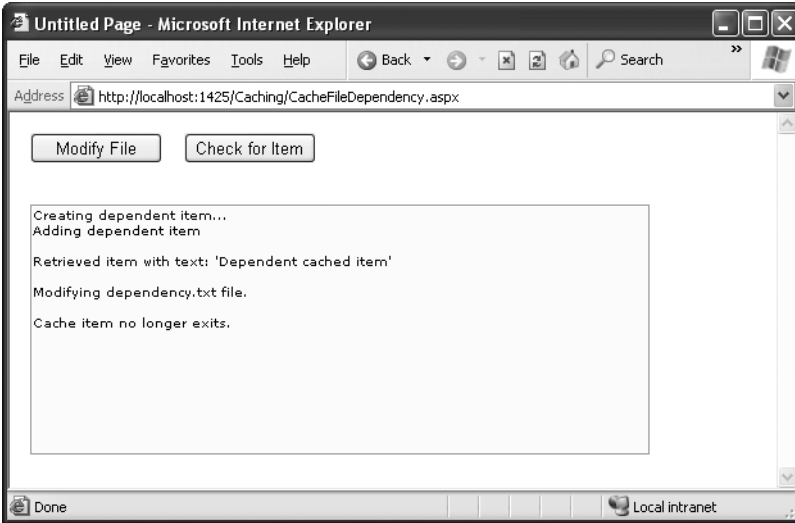 Untitled Page - Microsoft Internet Explorer
File Edit View Favorites Tools Help Back Search »
Address http://localhost:1425/Caching/CacheFileDependency.aspx
Modify File Check for Item
Creating dependent item...
Adding dependent item
Retrieved item with text: 'Dependent cached item'
Modifying dependency.txt file.
Cache item no longer exits.
Done Local intranet